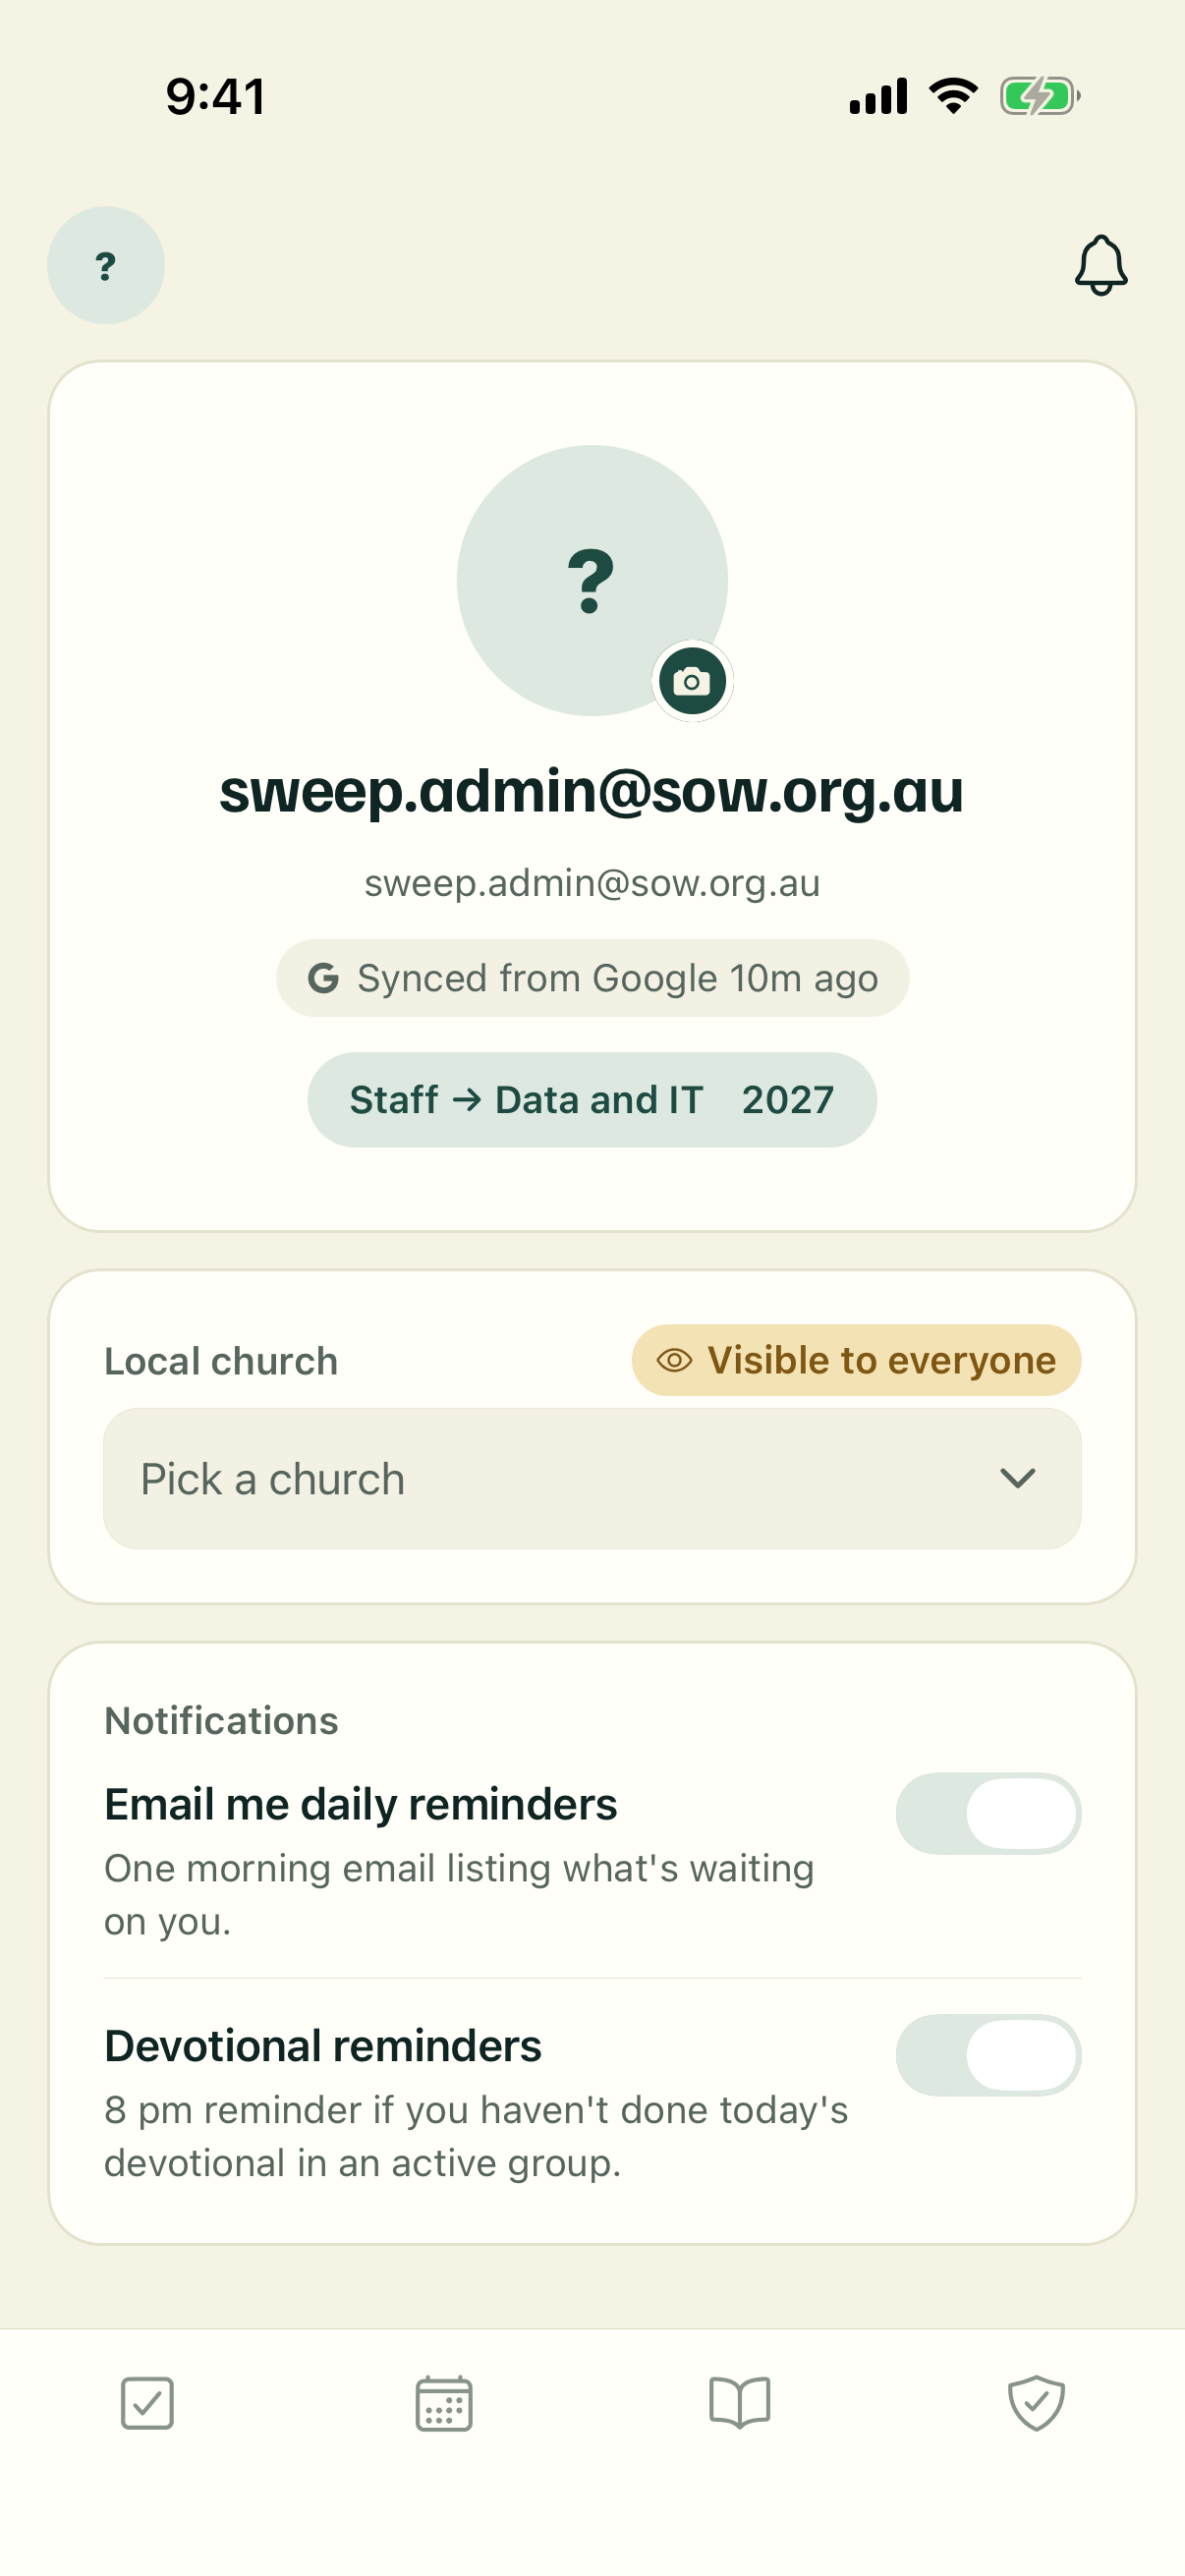 9:41
?
?
sweep.admin@sow.org.au
sweep.admin@sow.org.au
G Synced from Google 10m ago
Staff → Data and IT 2027
Local church
Visible to everyone
Pick a church
Notifications
Email me daily reminders
One morning email listing what's waiting
on you.
Devotional reminders
8 pm reminder if you haven't done today's
devotional in an active group.